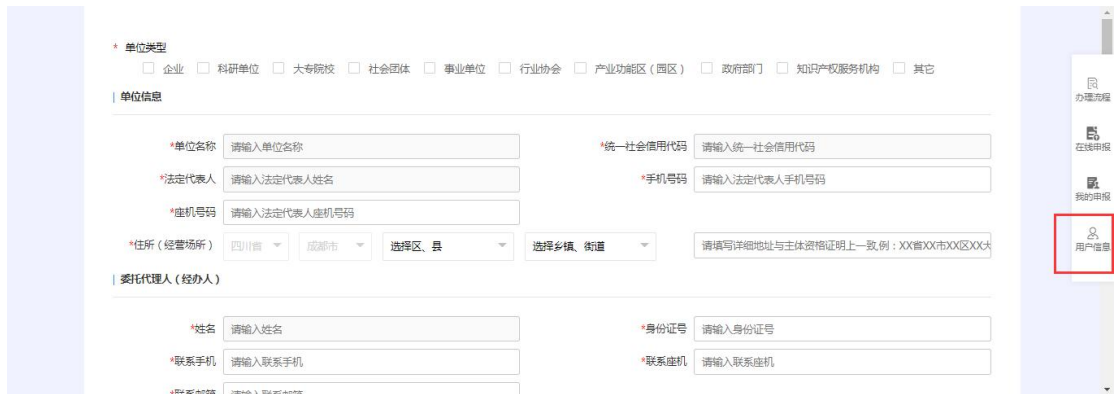 * 单位类型
企业 科研单位 大专院校 社会团体 事业单位 行业协会 产业功能区（园区） 政府部门 知识产权服务机构 其它
单位信息
*单位名称 请输入单位名称 *统一社会信用代码 请输入统一社会信用代码
*法定代表人 请输入法定代表人姓名 *手机号码 请输入法定代表人手机号码
*座机号码 请输入法定代表人座机号码
*住所（经营场所） 四川省 成都市 选择区、县 选择乡镇、街道 请填写详细地址与主体资格证明上一致,例：XX省XX市XX区XX大
委托代理人（经办人）
*姓名 请输入姓名 *身份证号 请输入身份证号
*联系手机 请输入联系手机 *联系座机 请输入联系座机
*联系邮箱 请输入联系邮箱
办理流程
在线申报
我的申报
用户信息